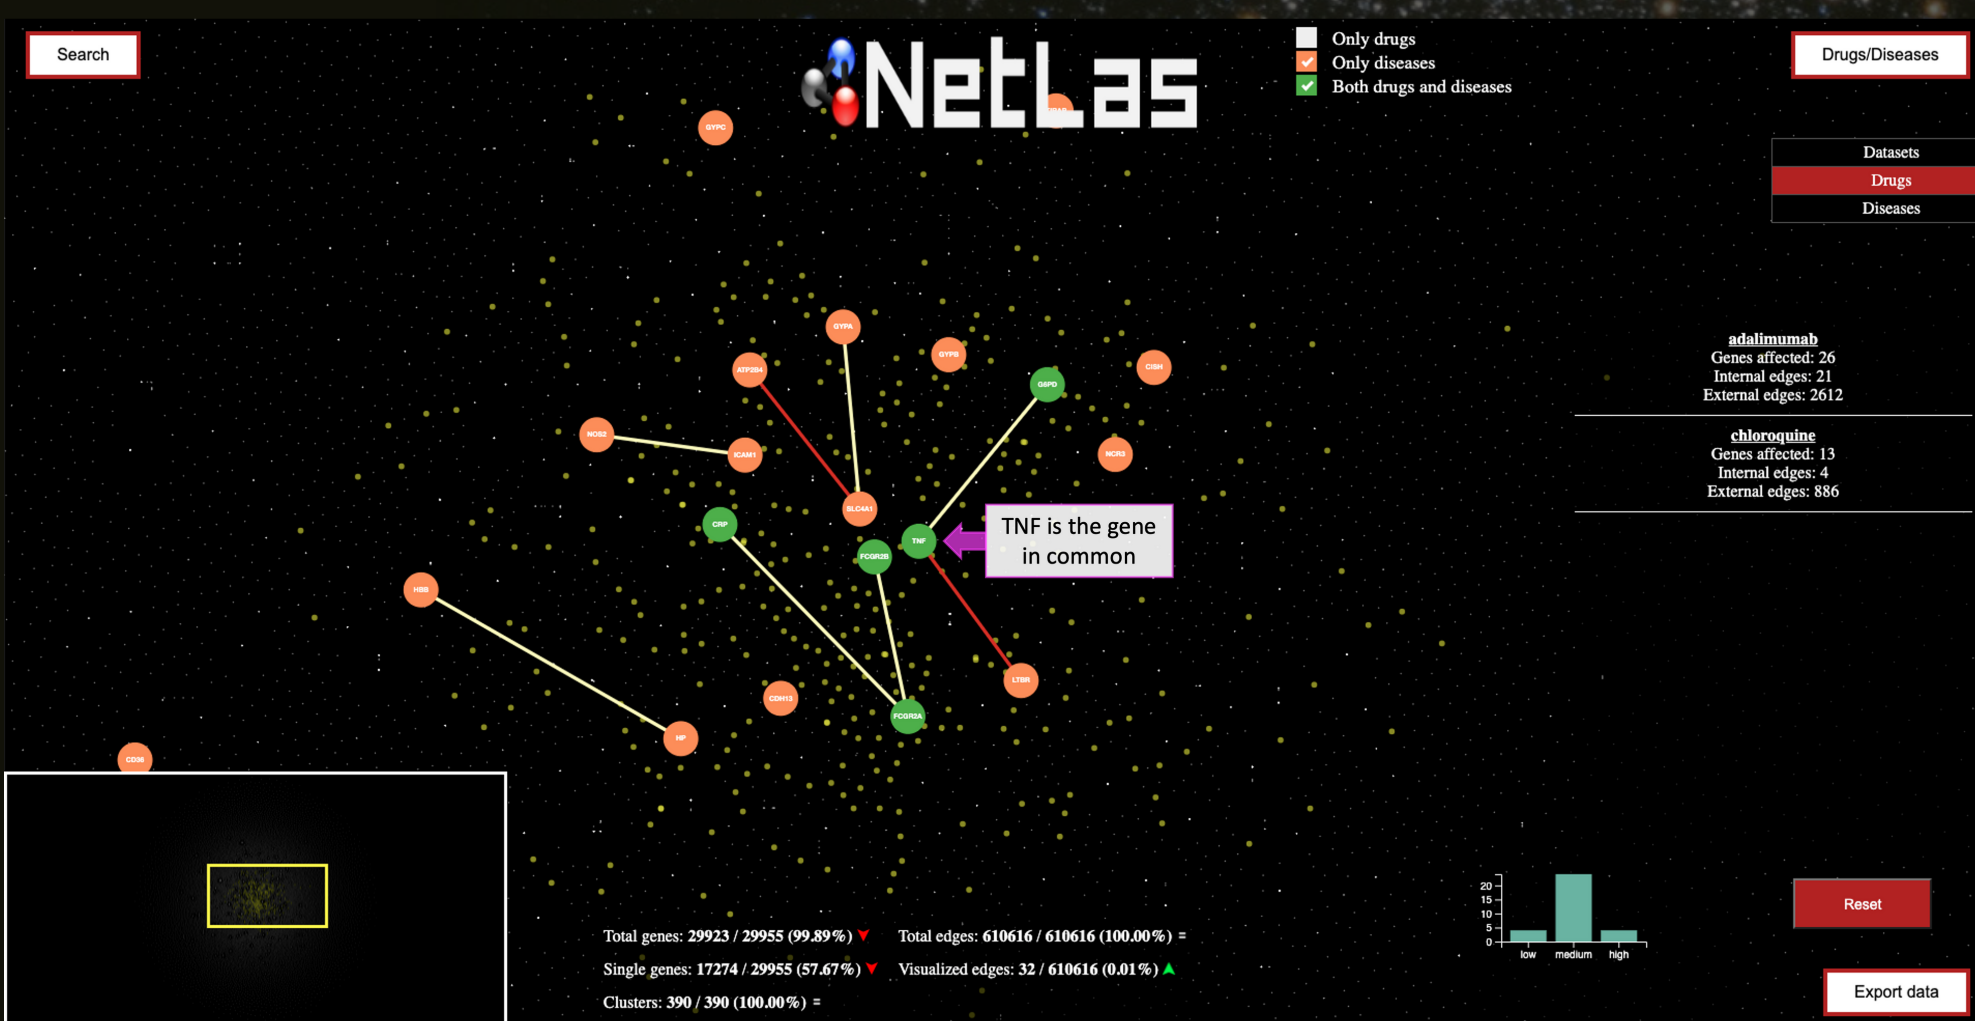 Search
NetLas
Only drugs
Only diseases
Both drugs and diseases
Drugs/Diseases
Datasets
Drugs
Diseases
GYPC
GYPA
ATP2B4
GYPB
CISH
G6PD
NOS2
ICAM1
NCR3
SLC4A1
CRP
TNF
FCGR2B
TNF is the gene
in common
HBB
LTBR
CDH13
FCGR2A
HP
CD36
adalimumab
Genes affected: 26
Internal edges: 21
External edges: 2612
chloroquine
Genes affected: 13
Internal edges: 4
External edges: 886
20
15
10
5
0
low medium high
Reset
Total genes: 29923 / 29955 (99.89%)
Total edges: 610616 / 610616 (100.00%) =
Single genes: 17274 / 29955 (57.67%)
Visualized edges: 32 / 610616 (0.01%)
Clusters: 390 / 390 (100.00%) =
Export data